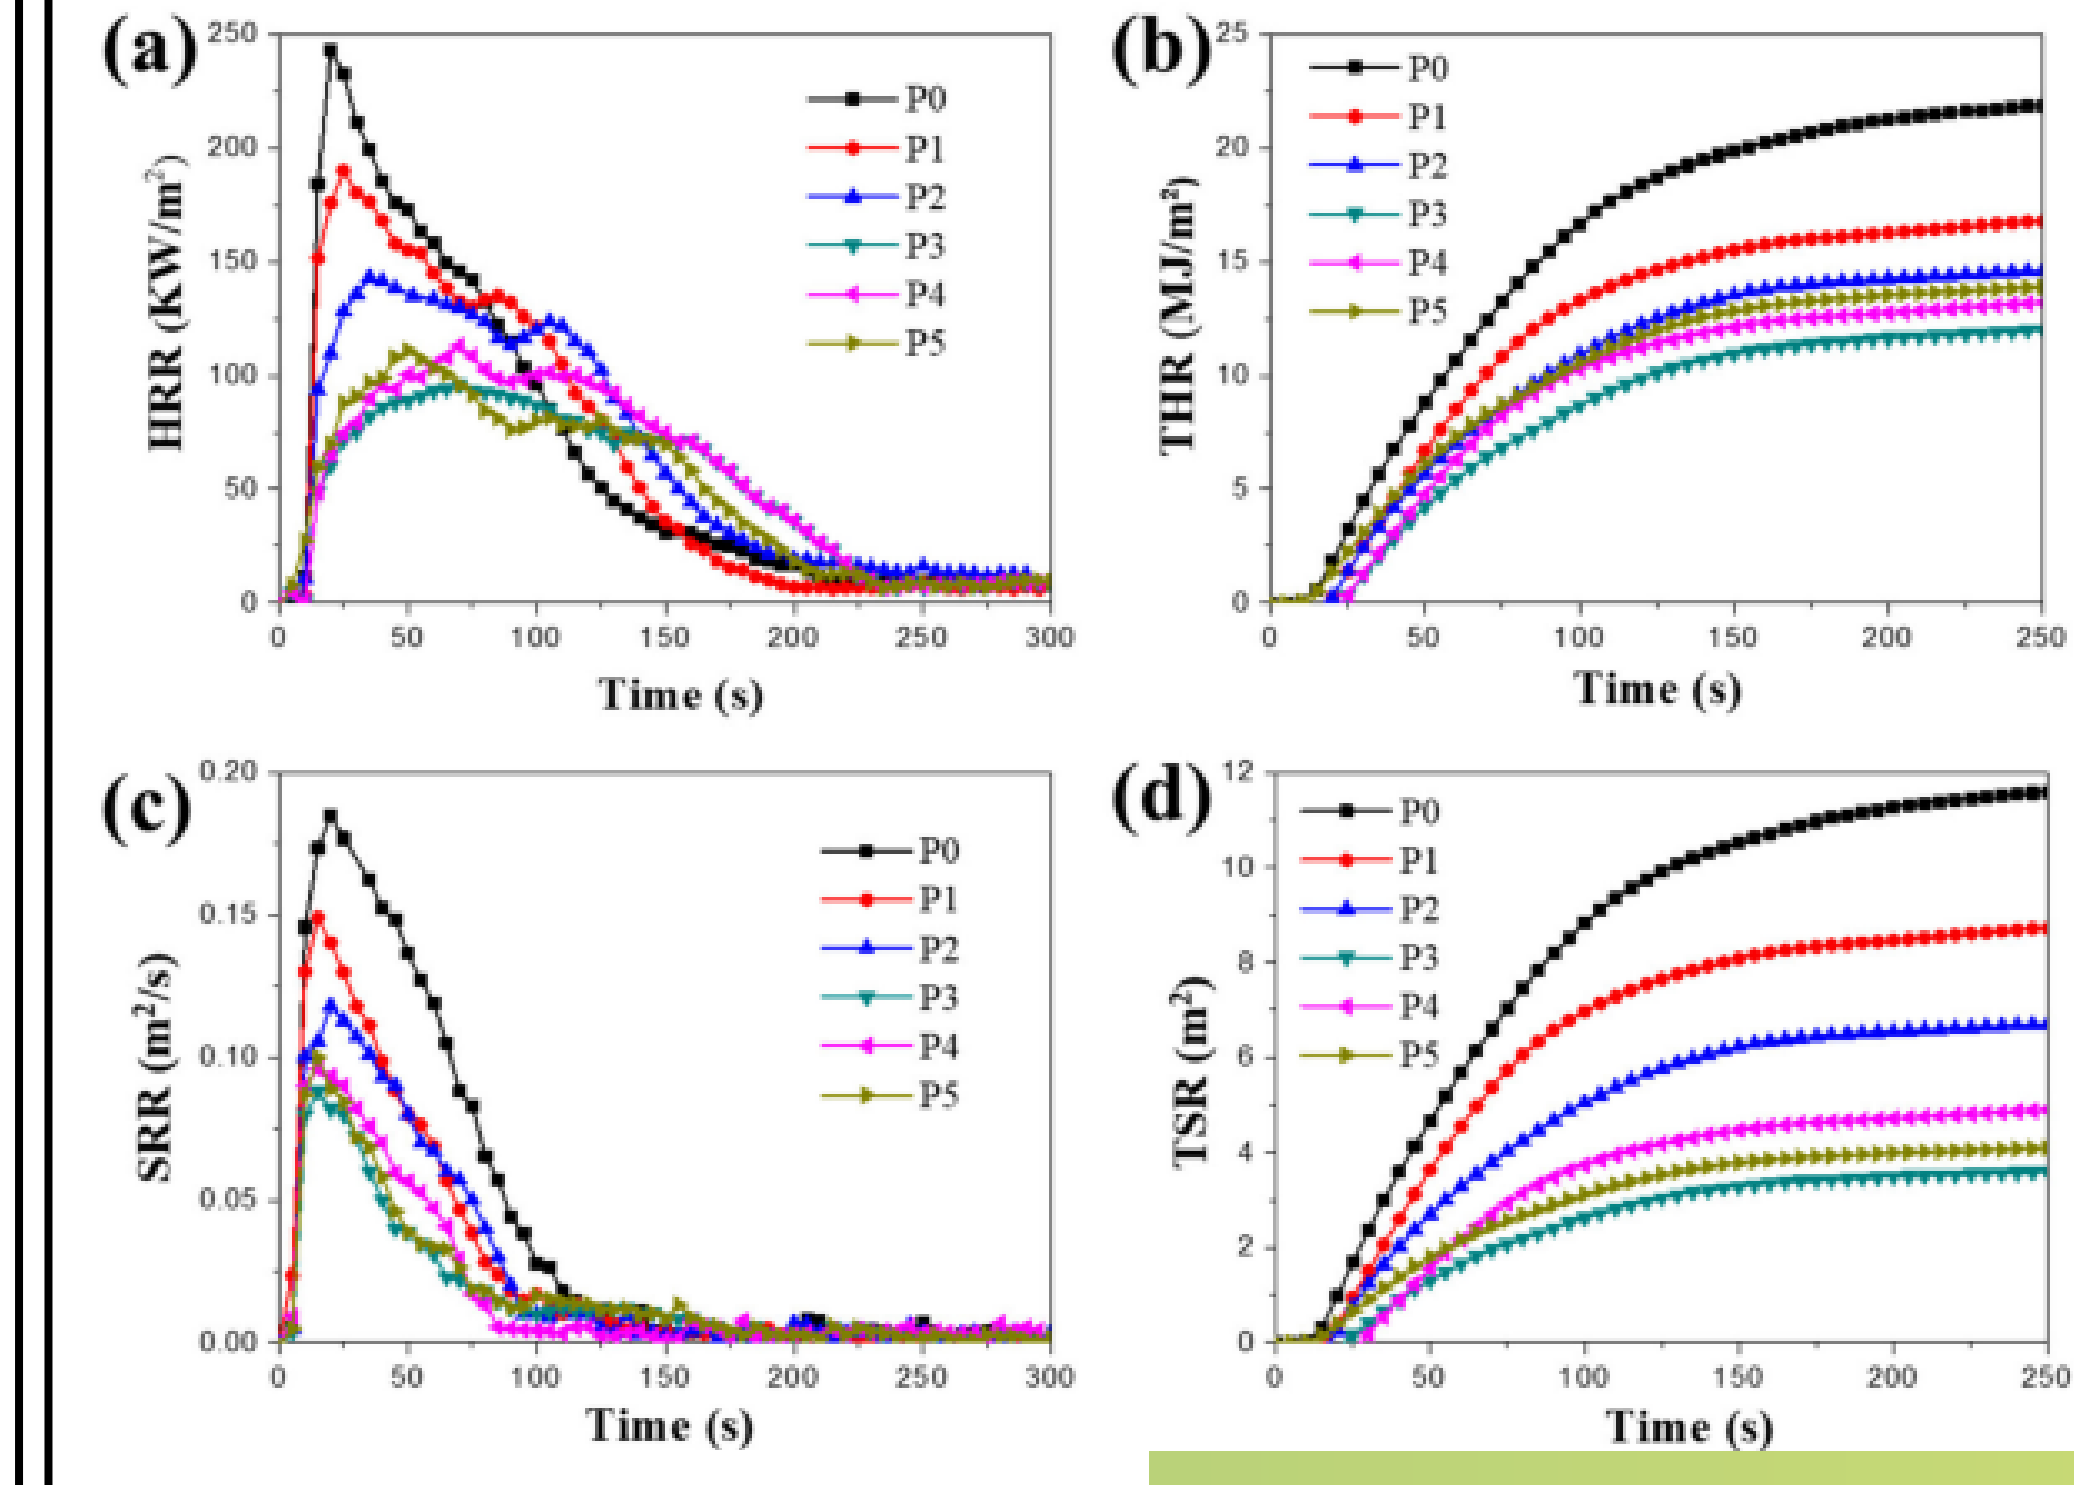 (a)
250
200
150
100
50
0
HRR (KW/m²)
P0
P1
P2
P3
P4
P5
0 50 100 150 200 250 300
Time (s)
(b)
25
20
15
10
5
0
THR (MJ/m²)
P0
P1
P2
P3
P4
P5
0 50 100 150 200 250
Time (s)
(c)
0.20
0.15
0.10
0.05
0.00
SRR (m²/s)
P0
P1
P2
P3
P4
P5
0 50 100 150 200 250 300
Time (s)
(d)
12
10
8
6
4
2
0
TSR (m²)
P0
P1
P2
P3
P4
P5
0 50 100 150 200 250
Time (s)